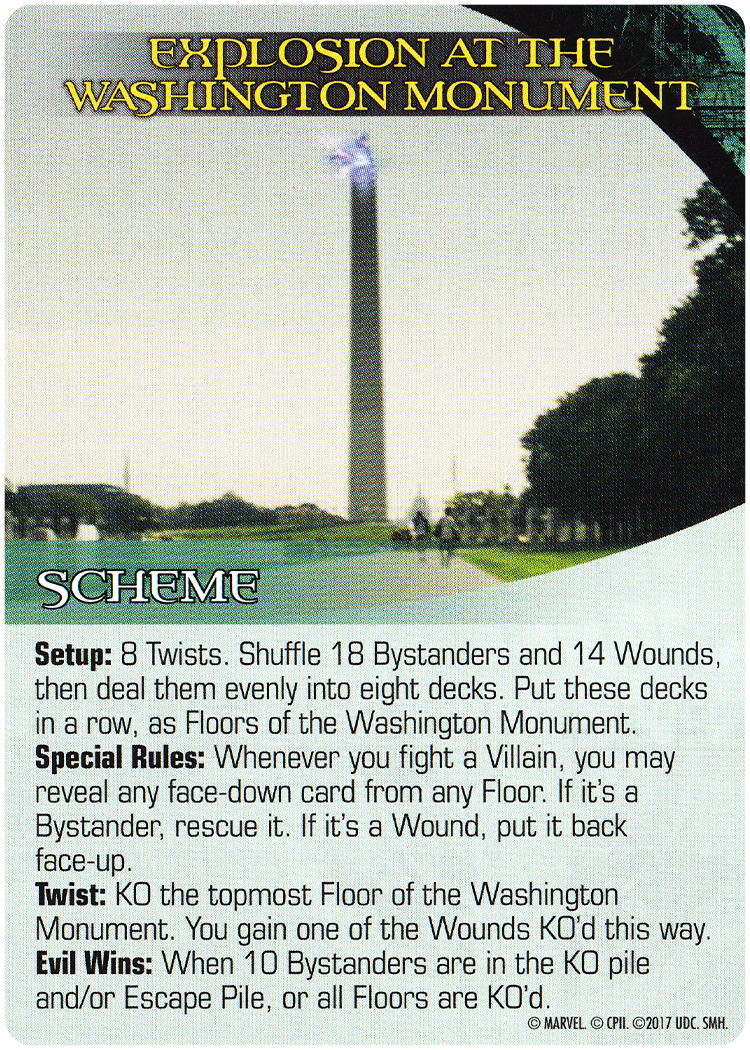 EXPLOSION AT THE
WASHINGTON MONUMENT
SCHEME
Setup: 8 Twists. Shuffle 18 Bystanders and 14 Wounds,
then deal them evenly into eight decks. Put these decks
in a row, as Floors of the Washington Monument.
Special Rules: Whenever you fight a Villain, you may
reveal any face-down card from any Floor. If it's a
Bystander, rescue it. If it's a Wound, put it back
face-up.
Twist: KO the topmost Floor of the Washington
Monument. You gain one of the Wounds KO'd this way.
Evil Wins: When 10 Bystanders are in the KO pile
and/or Escape Pile, or all Floors are KO'd.
© MARVEL. © CPII. ©2017 UDC. SMH.